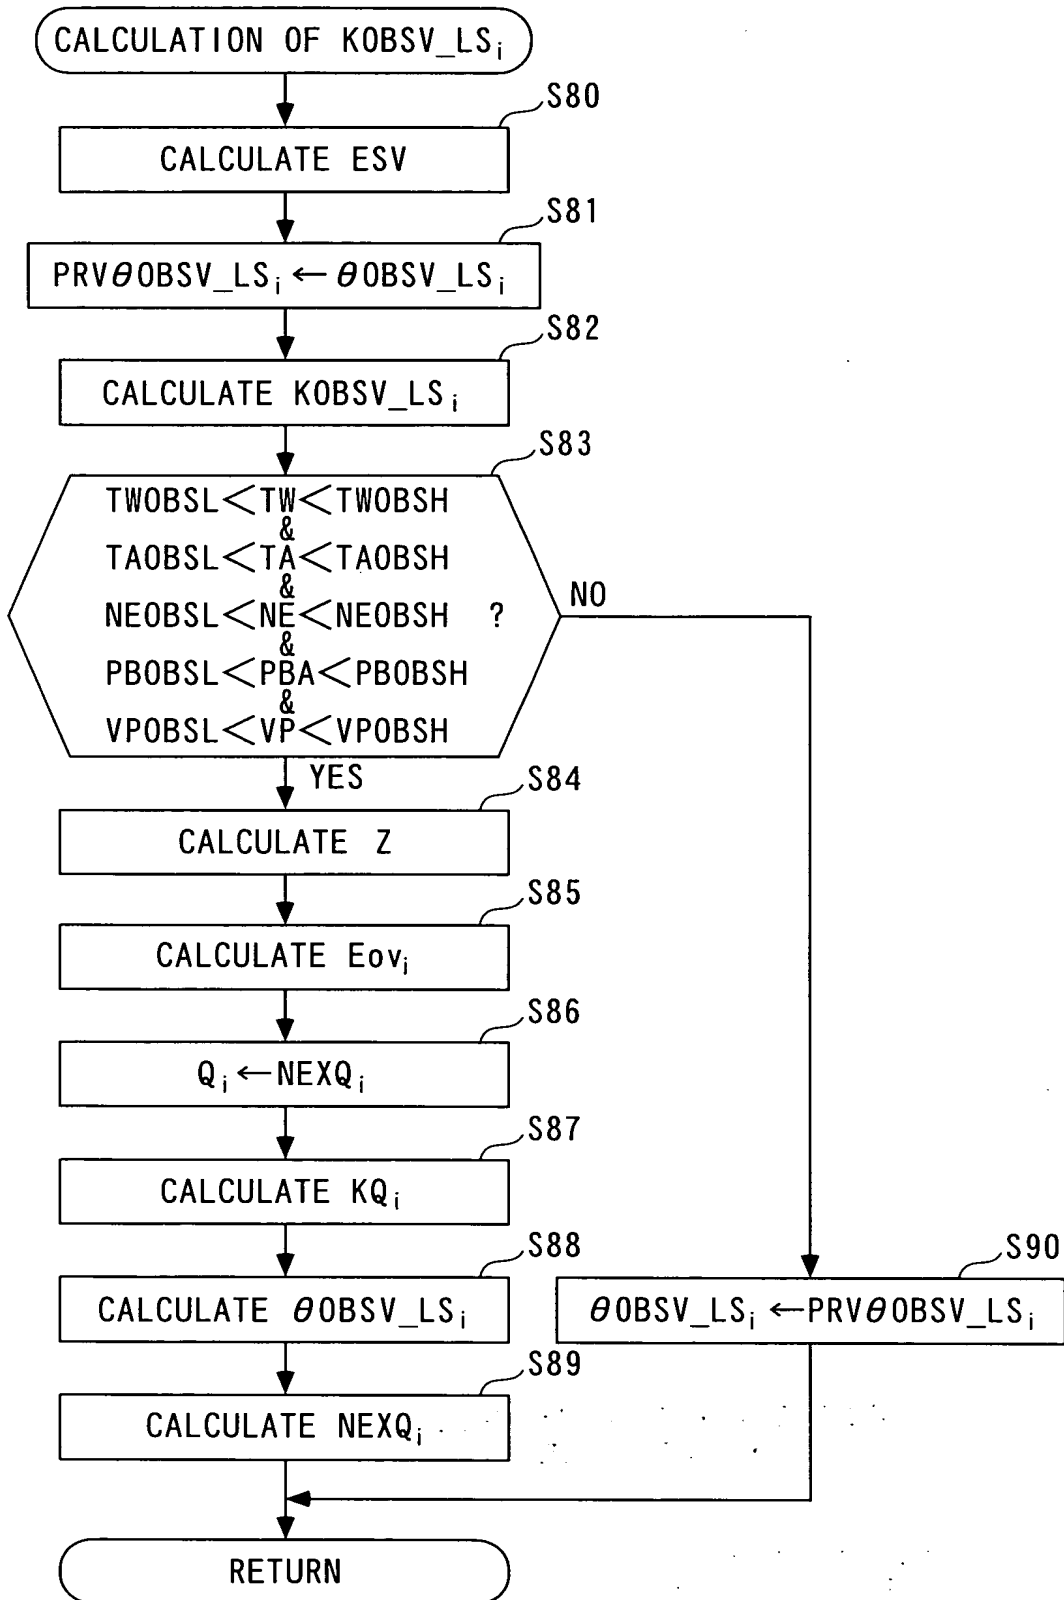 CALCULATION OF KOBSV_LSi
S80
CALCULATE ESV
S81
PRVθOBSV_LSi ← θOBSV_LSi
S82
CALCULATE KOBSV_LSi
S83
TWOBSL<TW<TWOBSH
&
TAOBSL<TA<TAOBSH
&
NEOBSL<NE<NEOBSH ?
&
PBOBSL<PBA<PBOBSH
&
VPOBSL<VP<VPOBSH
NO
YES
S84
CALCULATE Z
S85
CALCULATE Eovi
S86
Qi ← NEXQi
S87
CALCULATE KQi
S88
CALCULATE θOBSV_LSi
S90
θOBSV_LSi ← PRVθOBSV_LSi
S89
CALCULATE NEXQi
RETURN